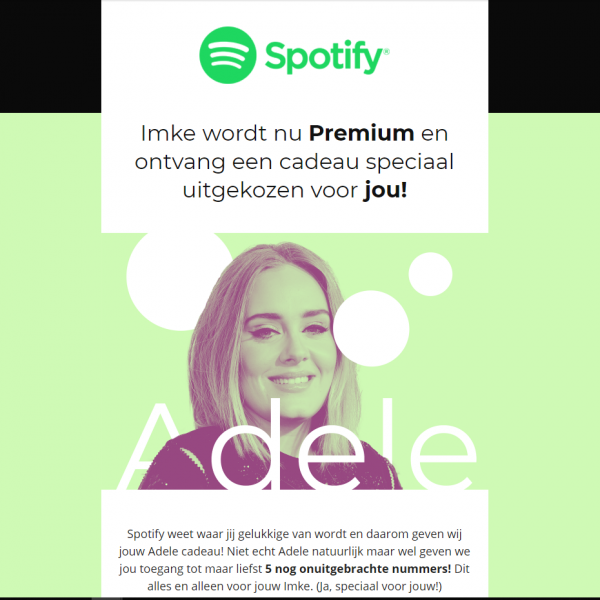 Spotify®
Imke wordt nu Premium en
ontvang een cadeau speciaal
uitgekozen voor jou!
Adele
Spotify weet waar jij gelukkige van wordt en daarom geven wij
jouw Adele cadeau! Niet echt Adele natuurlijk maar wel geven we
jou toegang tot maar liefst 5 nog onuitgebrachte nummers! Dit
alles en alleen voor jouw Imke. (Ja, speciaal voor jouw!)